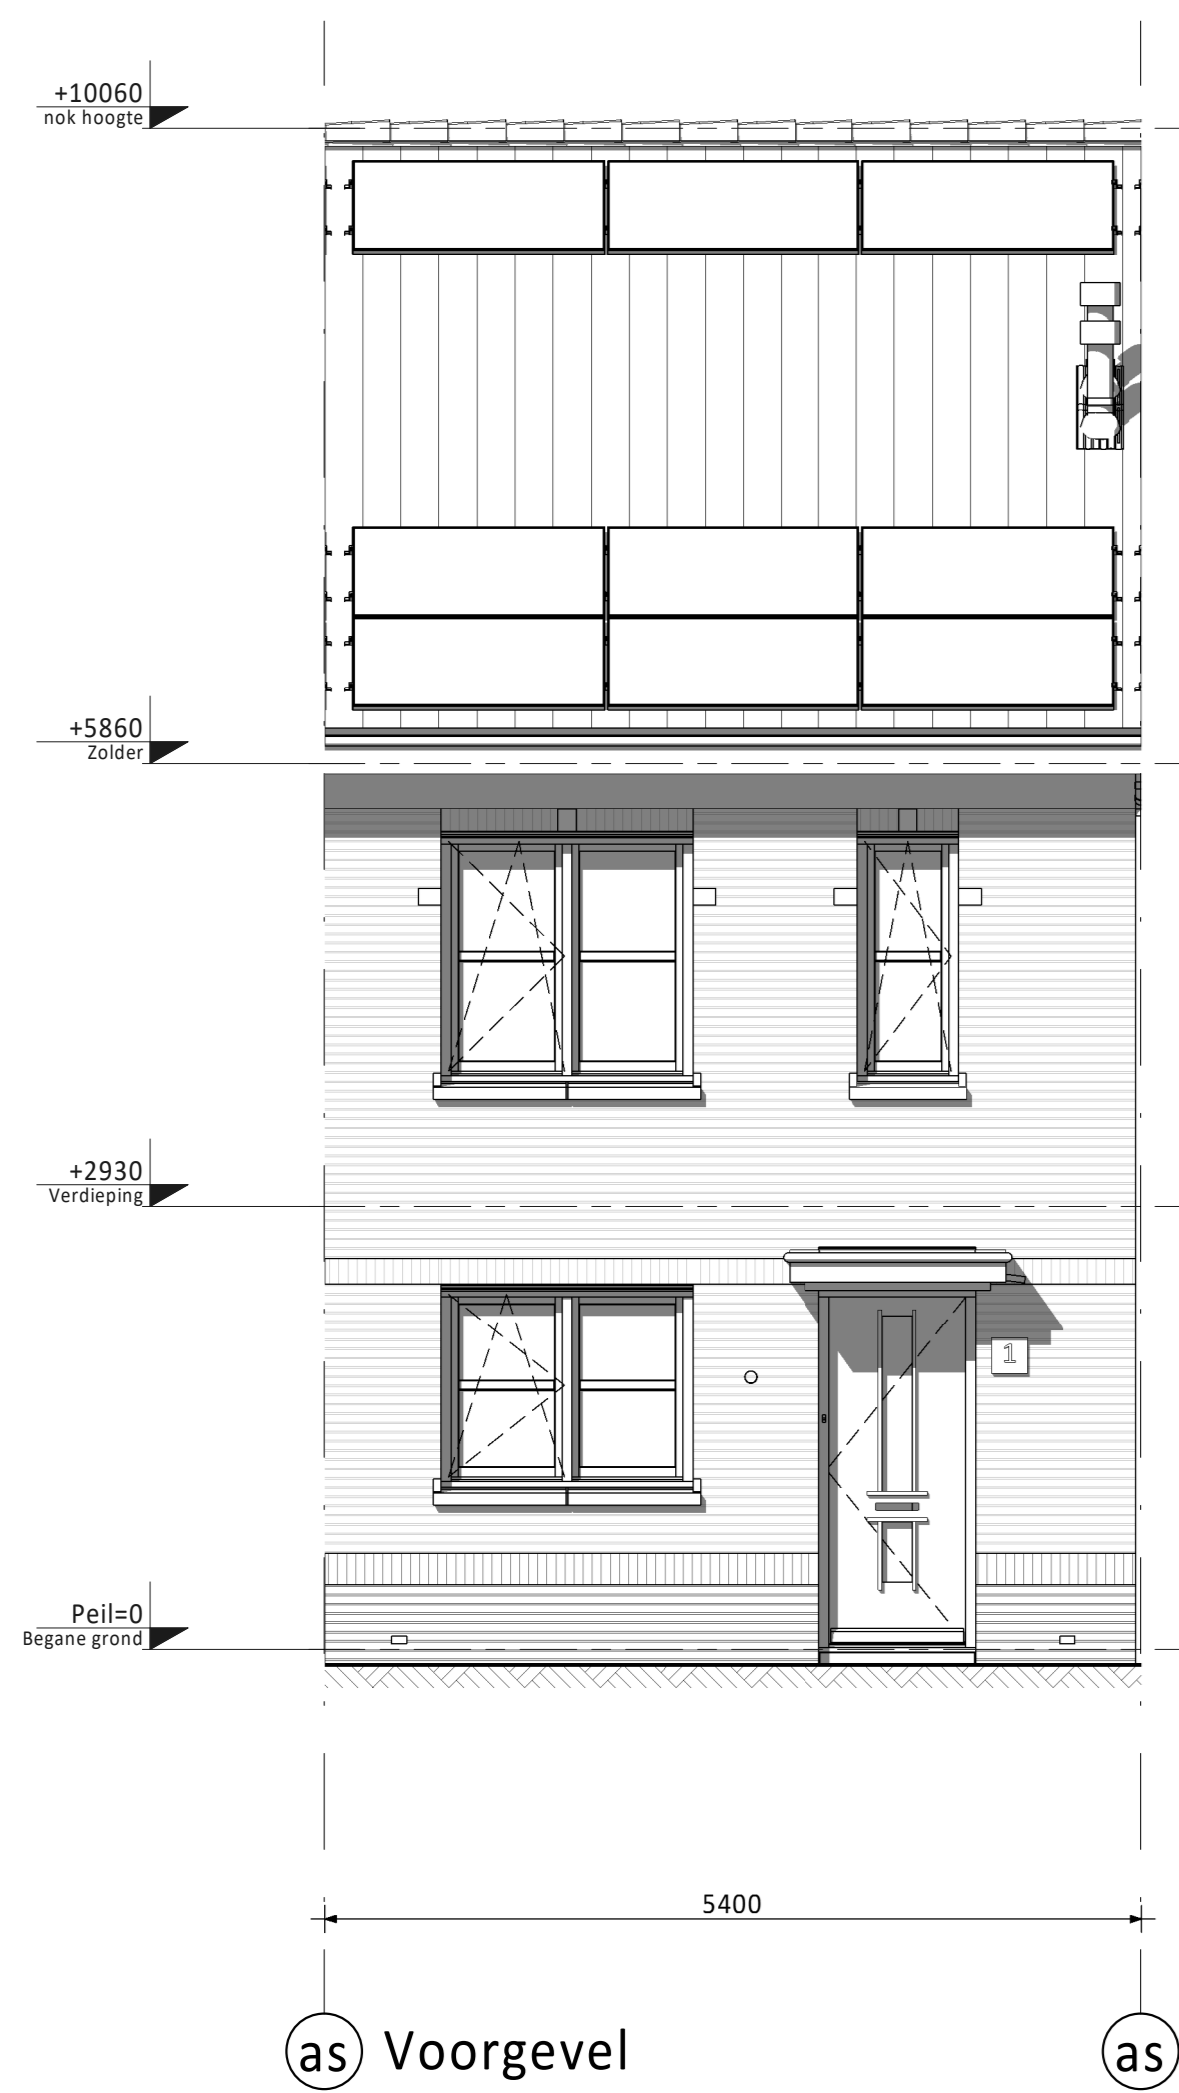 +10060
nok hoogte
+5860
Zolder
+2930
Verdieping
1
Peil=0
Begane grond
5400
as Voorgevel as